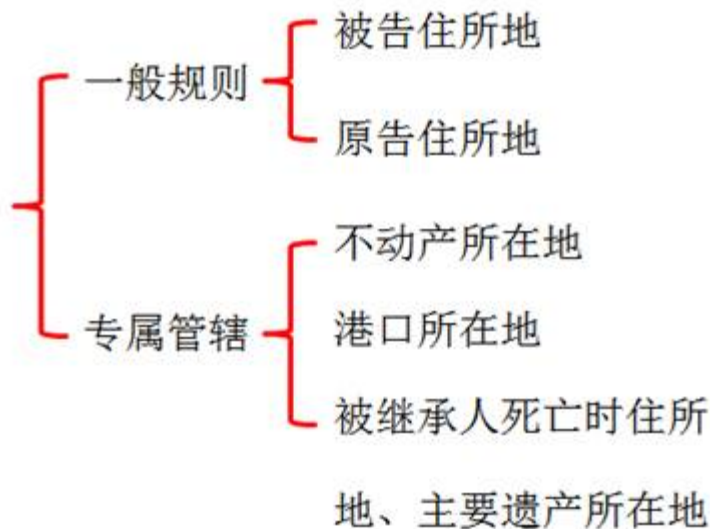 被告住所地
一般规则
原告住所地
不动产所在地
专属管辖
港口所在地
被继承人死亡时住所
地、主要遗产所在地